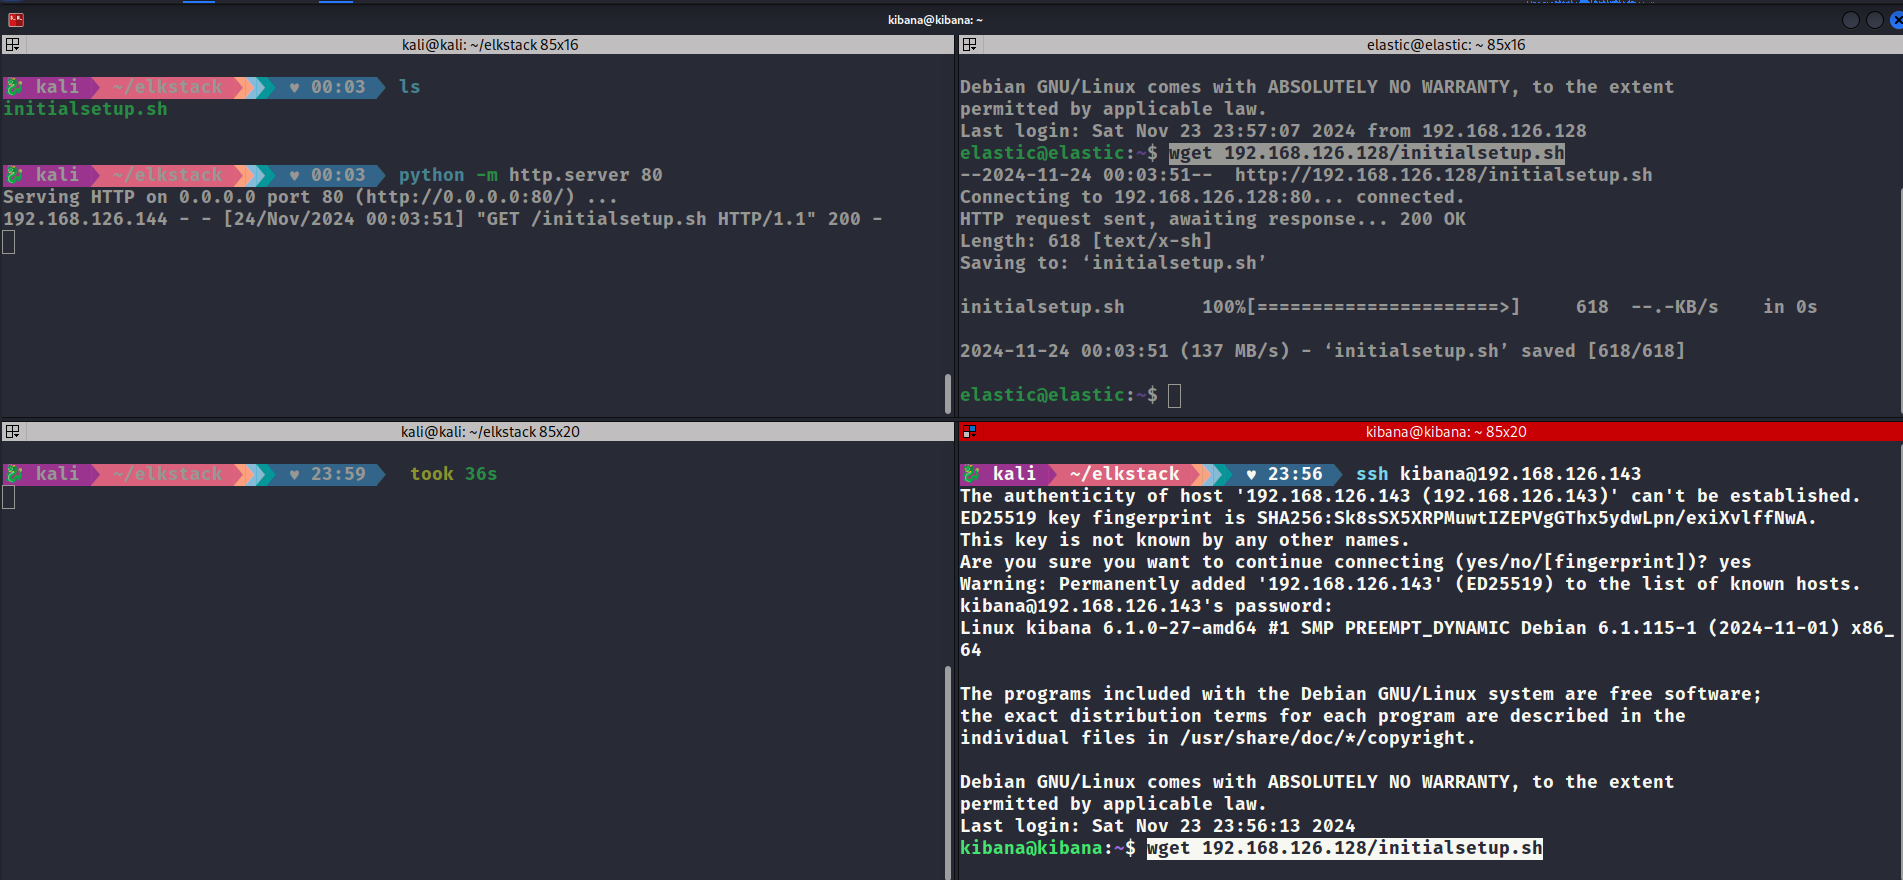 kibana@kibana: ~
kali@kali: ~/elkstack 85x16
kali ~/elkstack ♥ 00:03 ls
initialsetup.sh
kali ~/elkstack ♥ 00:03 python -m http.server 80
Serving HTTP on 0.0.0.0 port 80 (http://0.0.0.0:80/) ...
192.168.126.144 - - [24/Nov/2024 00:03:51] "GET /initialsetup.sh HTTP/1.1" 200 -
elastic@elastic: ~ 85x16
Debian GNU/Linux comes with ABSOLUTELY NO WARRANTY, to the extent
permitted by applicable law.
Last login: Sat Nov 23 23:57:07 2024 from 192.168.126.128
elastic@elastic:~$ wget 192.168.126.128/initialsetup.sh
--2024-11-24 00:03:51--  http://192.168.126.128/initialsetup.sh
Connecting to 192.168.126.128:80... connected.
HTTP request sent, awaiting response... 200 OK
Length: 618 [text/x-sh]
Saving to: ‘initialsetup.sh’
initialsetup.sh       100%[======================>]     618  --.-KB/s    in 0s
2024-11-24 00:03:51 (137 MB/s) - ‘initialsetup.sh’ saved [618/618]
elastic@elastic:~$
kali@kali: ~/elkstack 85x20
kali ~/elkstack ♥ 23:59 took 36s
kibana@kibana: ~ 85x20
kali ~/elkstack ♥ 23:56 ssh kibana@192.168.126.143
The authenticity of host '192.168.126.143 (192.168.126.143)' can't be established.
ED25519 key fingerprint is SHA256:Sk8sSX5XRPMuwtIZEPVgGThx5ydwLpn/exiXvlffNwA.
This key is not known by any other names.
Are you sure you want to continue connecting (yes/no/[fingerprint])? yes
Warning: Permanently added '192.168.126.143' (ED25519) to the list of known hosts.
kibana@192.168.126.143's password:
Linux kibana 6.1.0-27-amd64 #1 SMP PREEMPT_DYNAMIC Debian 6.1.115-1 (2024-11-01) x86_
64
The programs included with the Debian GNU/Linux system are free software;
the exact distribution terms for each program are described in the
individual files in /usr/share/doc/*/copyright.
Debian GNU/Linux comes with ABSOLUTELY NO WARRANTY, to the extent
permitted by applicable law.
Last login: Sat Nov 23 23:56:13 2024
kibana@kibana:~$ wget 192.168.126.128/initialsetup.sh